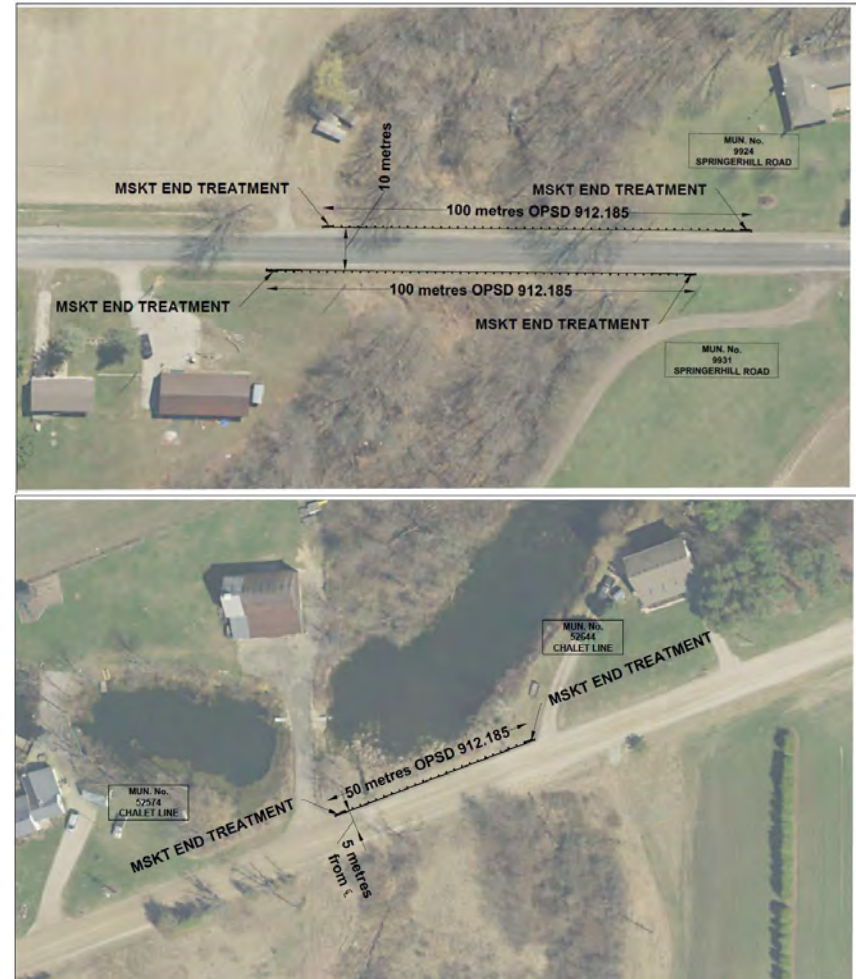 MUN. No.
9924
SPRINGERHILL ROAD
10 metres
MSKT END TREATMENT
MSKT END TREATMENT
100 metres OPSD 912.185
100 metres OPSD 912.185
MSKT END TREATMENT
MSKT END TREATMENT
MUN. No.
9931
SPRINGERHILL ROAD
MUN. No.
52644
CHALET LINE
MSKT END TREATMENT
50 metres OPSD 912.185
MUN. No.
52574
CHALET LINE
MSKT END TREATMENT
5 metres
from ℄